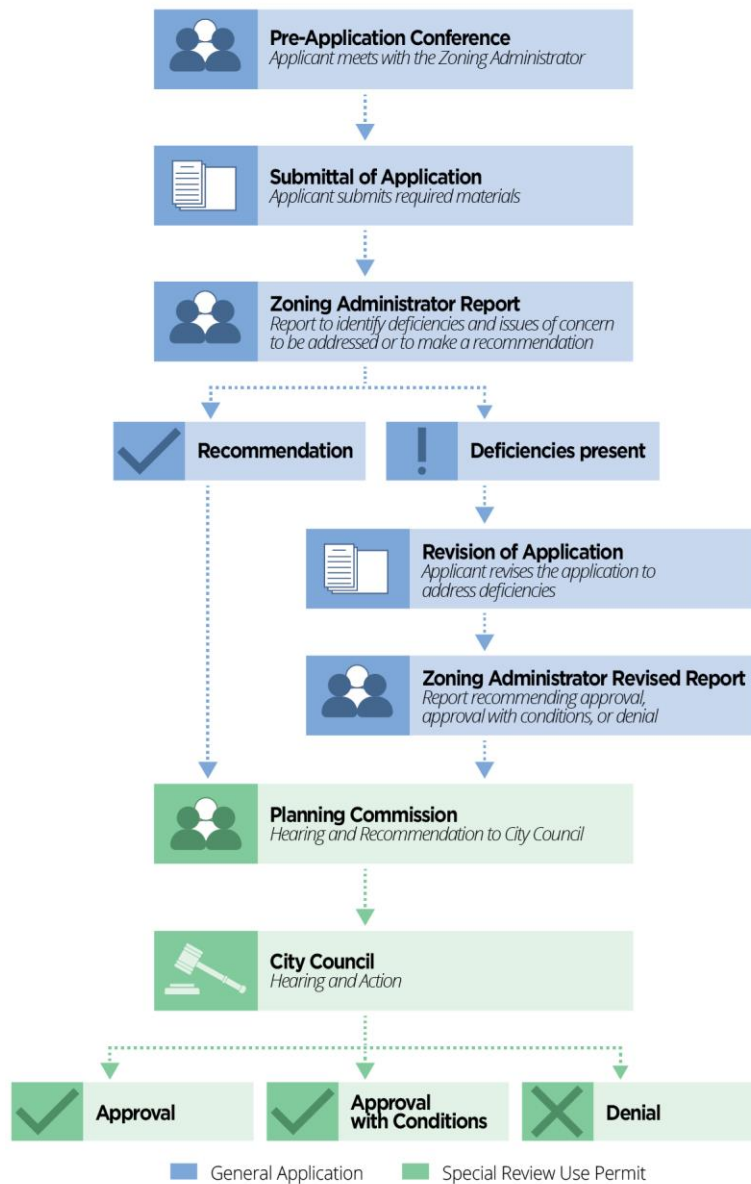 Pre-Application Conference
Applicant meets with the Zoning Administrator
Submittal of Application
Applicant submits required materials
Zoning Administrator Report
Report to identify deficiencies and issues of concern
to be addressed or to make a recommendation
Recommendation
Deficiencies present
Revision of Application
Applicant revises the application to
address deficiencies
Zoning Administrator Revised Report
Report recommending approval,
approval with conditions, or denial
Planning Commission
Hearing and Recommendation to City Council
City Council
Hearing and Action
Approval
Approval
with Conditions
Denial
General Application
Special Review Use Permit